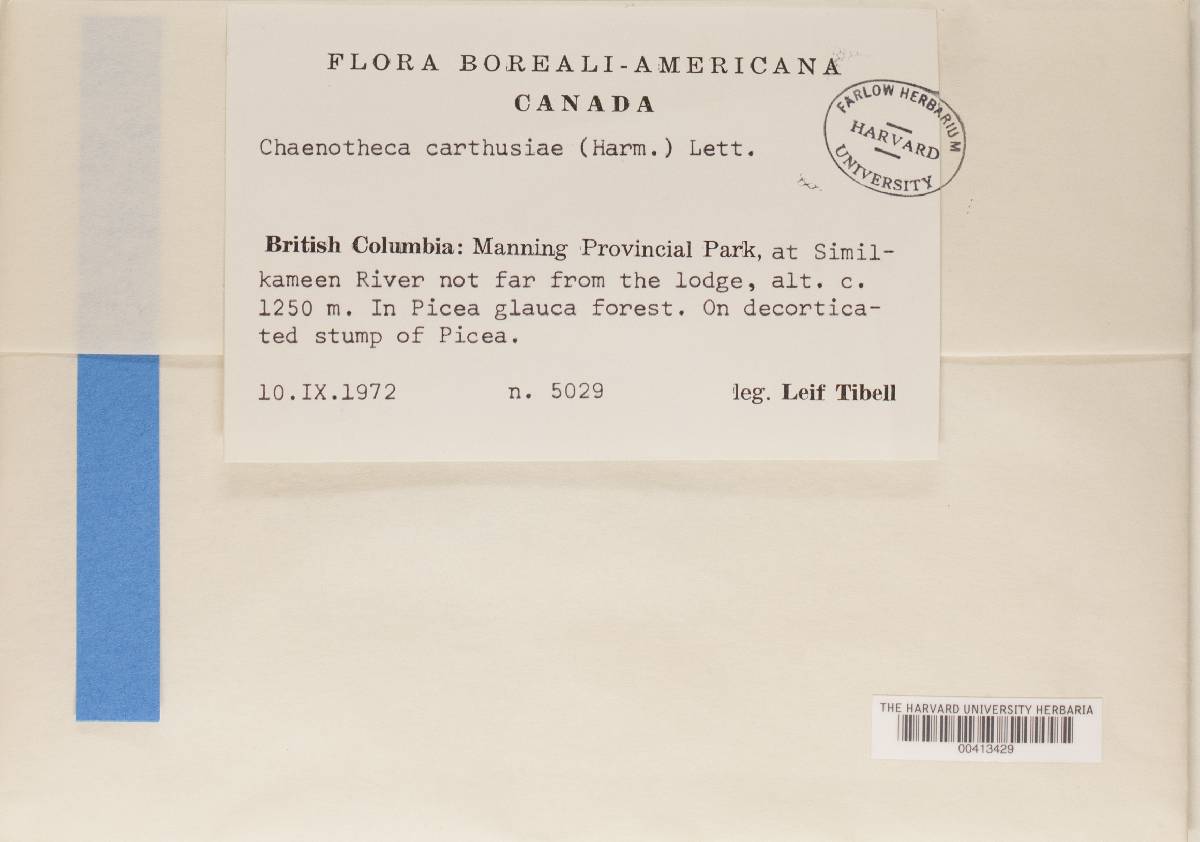 FLORA BOREALI-AMERICANA
CANADA
Chaenotheca carthusiae (Harm.) Lett.
FARLOW HERBARIUM
HARVARD
UNIVERSITY
British Columbia: Manning Provincial Park, at Simil-
kameen River not far from the lodge, alt. c.
1250 m. In Picea glauca forest. On decortica-
ted stump of Picea.
10.IX.1972 n. 5029 leg. Leif Tibell
THE HARVARD UNIVERSITY HERBARIA
00413429